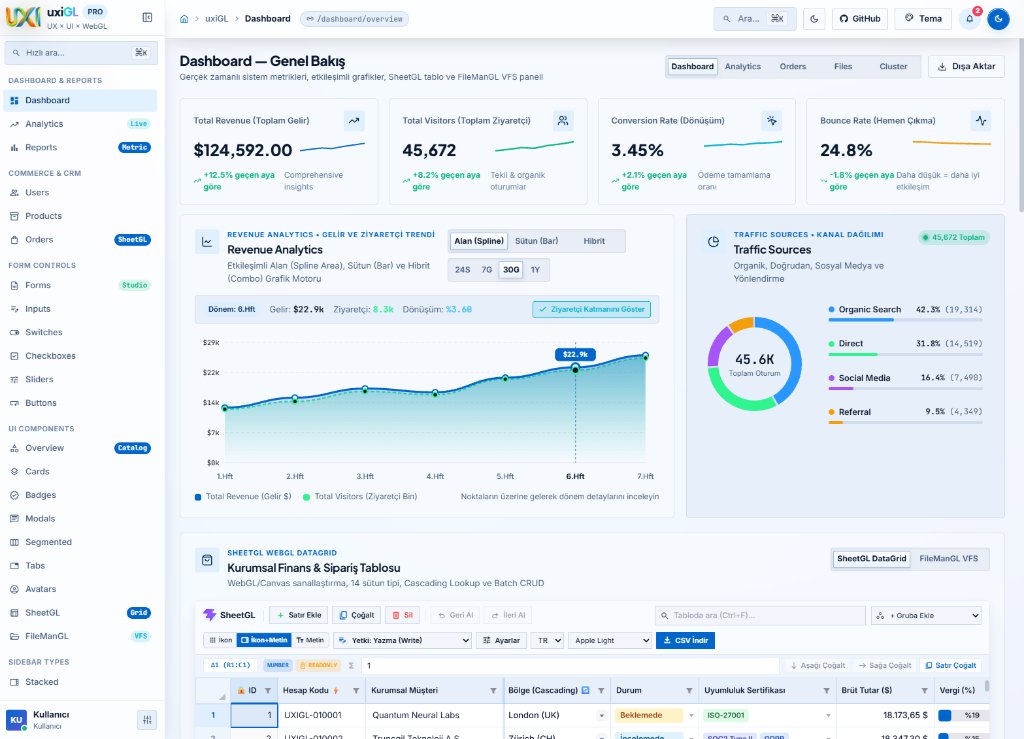 uxiGL PRO
UX × UI × WebGL
Hızlı ara... ⌘K
DASHBOARD & REPORTS
Dashboard
Analytics Live
Reports Metric
COMMERCE & CRM
Users
Products
Orders SheetGL
FORM CONTROLS
Forms Studio
Inputs
Switches
Checkboxes
Sliders
Buttons
UI COMPONENTS
Overview Catalog
Cards
Badges
Modals
Segmented
Tabs
Avatars
SheetGL Grid
FileManGL VFS
SIDEBAR TYPES
Stacked
KU Kullanıcı
Kullanıcı
uxiGL Dashboard /dashboard/overview
Ara... ⌘K GitHub Tema 2
Dashboard — Genel Bakış
Gerçek zamanlı sistem metrikleri, etkileşimli grafikler, SheetGL tablo ve FileManGL VFS paneli
Dashboard Analytics Orders Files Cluster Dışa Aktar
Total Revenue (Toplam Gelir)
$124,592.00
+12.5% geçen aya göre
Comprehensive insights
Total Visitors (Toplam Ziyaretçi)
45,672
+8.2% geçen aya göre
Tekil & organik oturumlar
Conversion Rate (Dönüşüm)
3.45%
+2.1% geçen aya göre
Ödeme tamamlama oranı
Bounce Rate (Hemen Çıkma)
24.8%
-1.8% geçen aya göre
Daha düşük = daha iyi etkileşim
REVENUE ANALYTICS • GELİR VE ZİYARETÇİ TRENDİ
Revenue Analytics
Etkileşimli Alan (Spline Area), Sütun (Bar) ve Hibrit
(Combo) Grafik Motoru
Alan (Spline) Sütun (Bar) Hibrit
24S 7G 30G 1Y
Dönem: 6.Hft Gelir: $22.9k Ziyaretçi: 8.3k Dönüşüm: %3.60 Ziyaretçi Katmanını Göster
$29k
$22k
$14k
$7k
$0k
$22.9k
1.Hft 2.Hft 3.Hft 4.Hft 5.Hft 6.Hft 7.Hft
Total Revenue (Gelir $) Total Visitors (Ziyaretçi Bin) Noktaların üzerine gelerek dönem detaylarını inceleyin
TRAFFIC SOURCES • KANAL DAĞILIMI
45,672 Toplam
Traffic Sources
Organik, Doğrudan, Sosyal Medya ve
Yönlendirme
45.6K
Toplam Oturum
Organic Search 42.3% (19,314)
Direct 31.8% (14,519)
Social Media 16.4% (7,490)
Referral 9.5% (4,349)
SHEETGL WEBGL DATAGRID
Kurumsal Finans & Sipariş Tablosu
WebGL/Canvas sanallaştırma, 14 sütun tipi, Cascading Lookup ve Batch CRUD
SheetGL DataGrid FileManGL VFS
SheetGL + Satır Ekle Çoğalt Sil Geri Al İleri Al Tabloda ara (Ctrl+F)... + Gruba Ekle
İkon İkon+Metin Tr Metin Yetki: Yazma (Write) Ayarlar TR Apple Light CSV İndir
A1 (R1:C1) NUMBER READONLY Σ 1 Aşağı Çoğalt Sağa Çoğalt Satır Çoğalt
ID Hesap Kodu Kurumsal Müşteri Bölge (Cascading) Durum Uyumluluk Sertifikası Brüt Tutar ($) Vergi (%)
1 1 UXIGL-010001 Quantum Neural Labs London (UK) Beklemede ISO-27001 18.173,65 $ %19